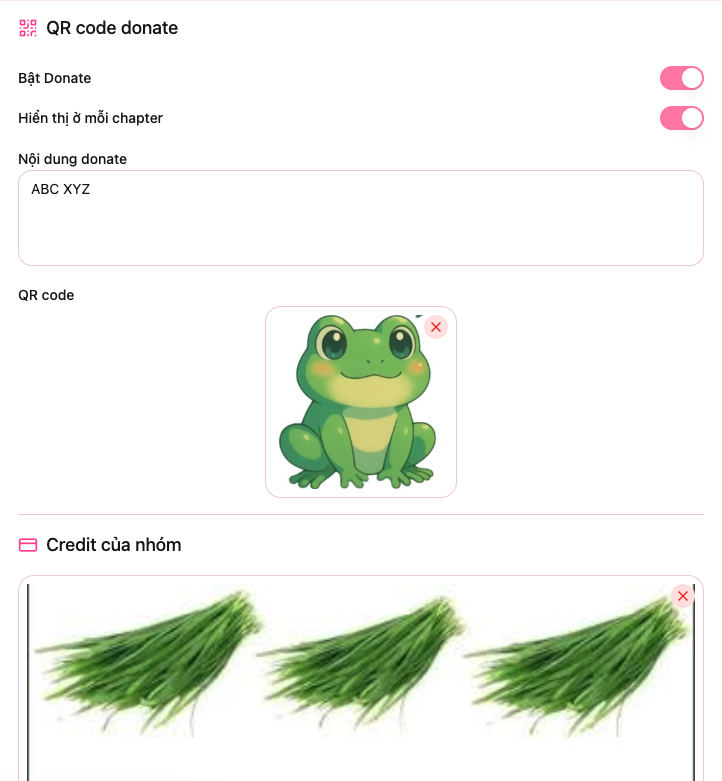 QR code donate
Bật Donate
Hiển thị ở mỗi chapter
Nội dung donate
ABC XYZ
QR code
Credit của nhóm